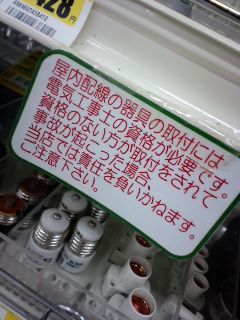 428
屋内配線の器具の取付には
電気工事士の資格が必要です。
資格のない方が取付をされて
事故が起こった場合、
当店では責任を負いかねます。
ご注意下さい。